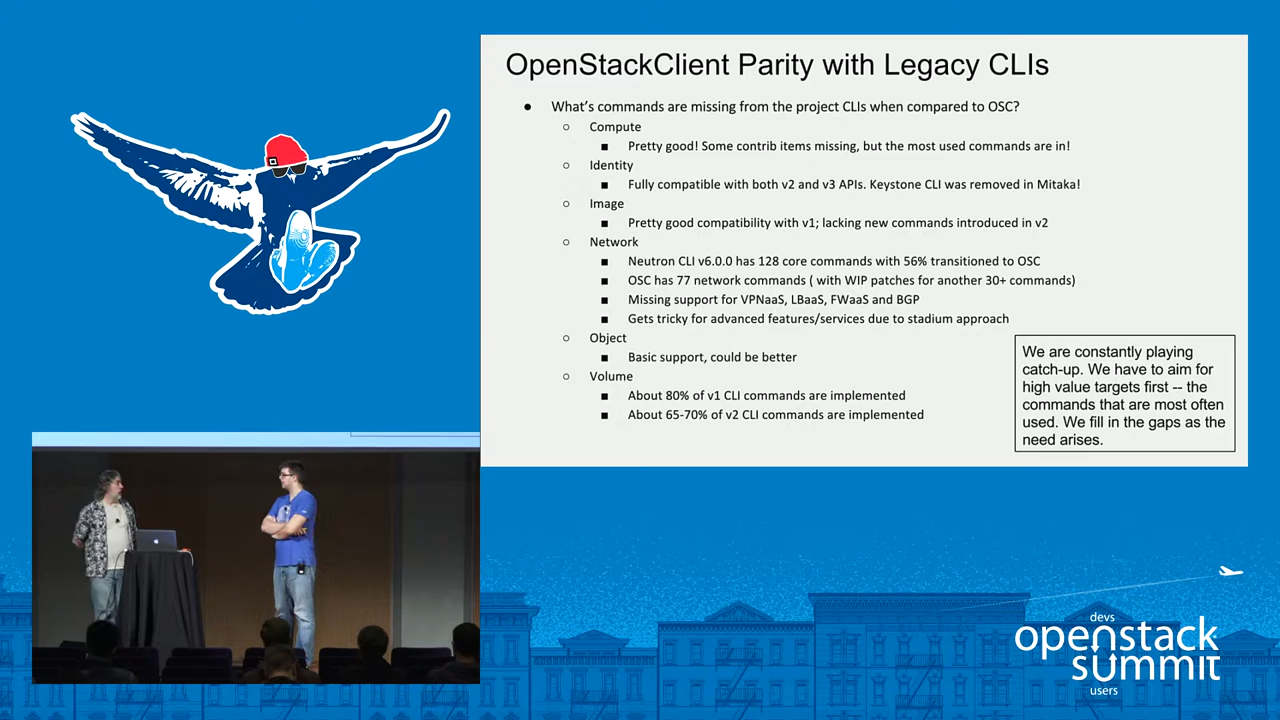 OpenStackClient Parity with Legacy CLIs
● What's commands are missing from the project CLIs when compared to OSC?
○ Compute
■ Pretty good! Some contrib items missing, but the most used commands are in!
○ Identity
■ Fully compatible with both v2 and v3 APIs. Keystone CLI was removed in Mitaka!
○ Image
■ Pretty good compatibility with v1; lacking new commands introduced in v2
○ Network
■ Neutron CLI v6.0.0 has 128 core commands with 56% transitioned to OSC
■ OSC has 77 network commands ( with WIP patches for another 30+ commands)
■ Missing support for VPNaaS, LBaaS, FWaaS and BGP
■ Gets tricky for advanced features/services due to stadium approach
○ Object
■ Basic support, could be better
○ Volume
■ About 80% of v1 CLI commands are implemented
■ About 65-70% of v2 CLI commands are implemented
We are constantly playing
catch-up. We have to aim for
high value targets first -- the
commands that are most often
used. We fill in the gaps as the
need arises.
devs
openstack
summit
users